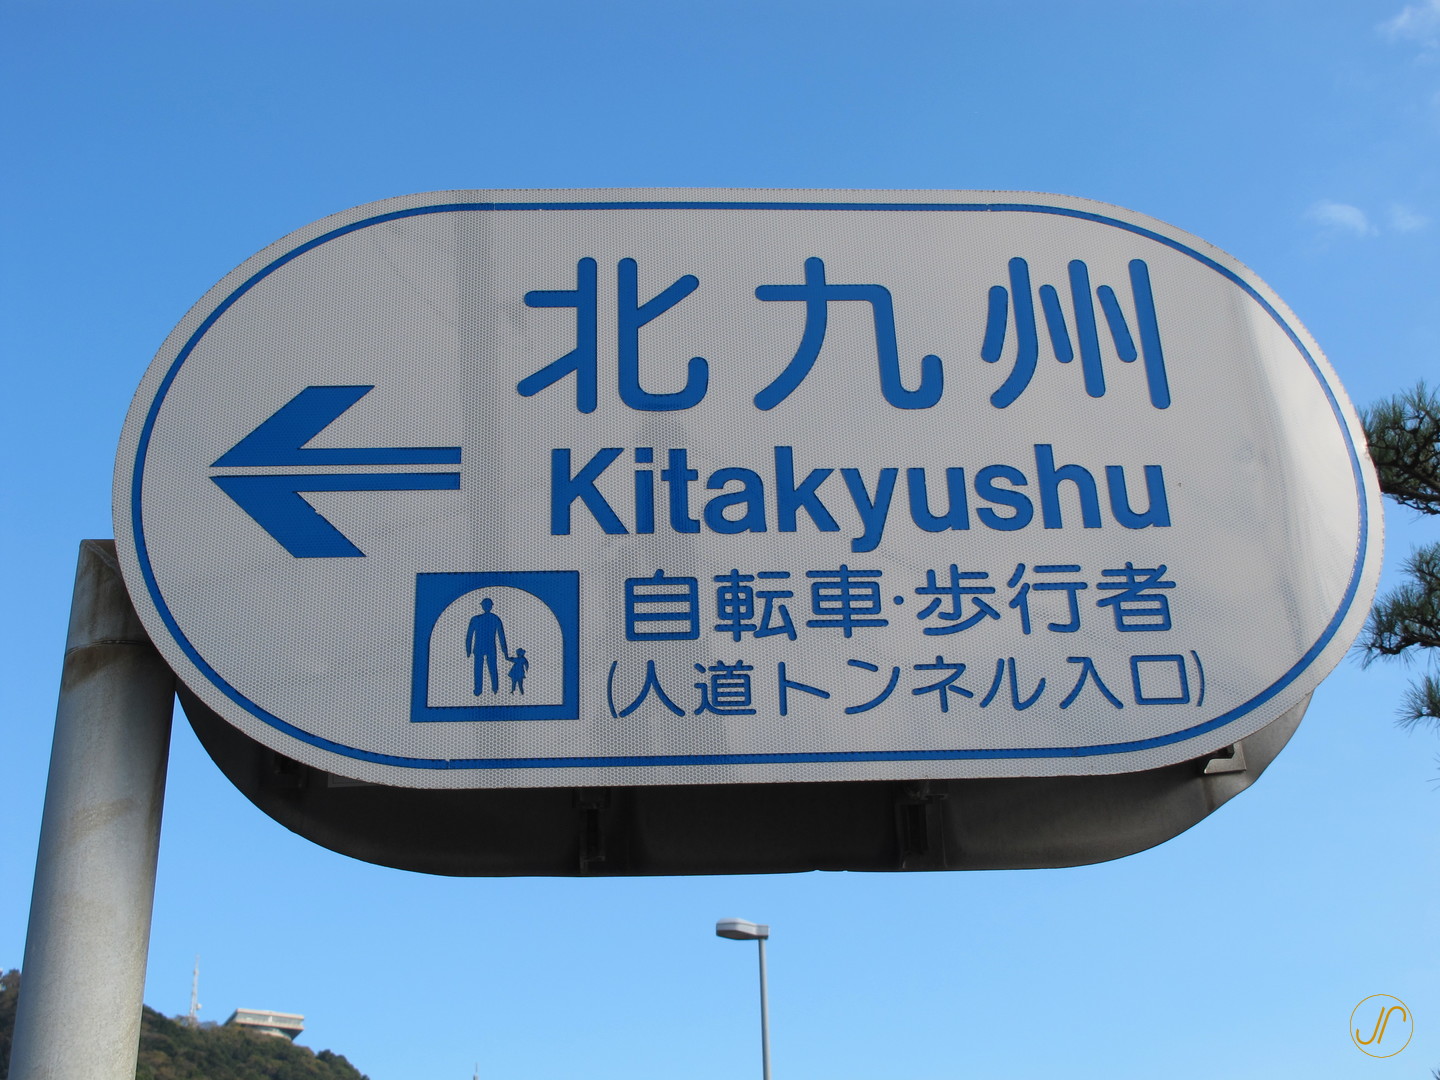 北九州
Kitakyushu
自転車・歩行者
(人道トンネル入口)